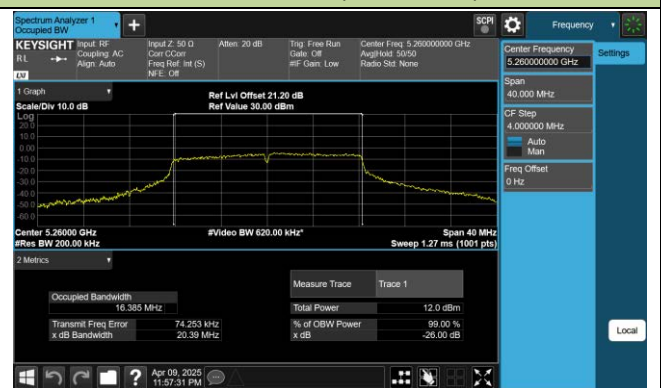 Spectrum Analyzer 1
Occupied BW
SCPI
Frequency
KEYSIGHT
RL
Input: RF
Coupling: AC
Align: Auto
Input Z: 50 Ω
Corr CCorr
Freq Ref: Int (S)
NFE: Off
Atten: 20 dB
Trig: Free Run
Gate: Off
#IF Gain: Low
Center Freq: 5.260000000 GHz
Avg|Hold: 50/50
Radio Std: None
Center Frequency
5.260000000 GHz
Settings
Span
40.000 MHz
CF Step
4.000000 MHz
Auto
Man
Freq Offset
0 Hz
1 Graph
Scale/Div 10.0 dB
Ref Lvl Offset 21.20 dB
Ref Value 30.00 dBm
Log
20.0
10.0
0.00
-10.0
-20.0
-30.0
-40.0
-50.0
-60.0
Center 5.26000 GHz
#Res BW 200.00 kHz
#Video BW 620.00 kHz*
Span 40 MHz
Sweep 1.27 ms (1001 pts)
2 Metrics
Measure Trace
Trace 1
Occupied Bandwidth
16.385 MHz
Total Power
12.0 dBm
Transmit Freq Error
74.253 kHz
% of OBW Power
99.00 %
x dB Bandwidth
20.39 MHz
x dB
-26.00 dB
Local
Apr 09, 2025
11:57:31 PM